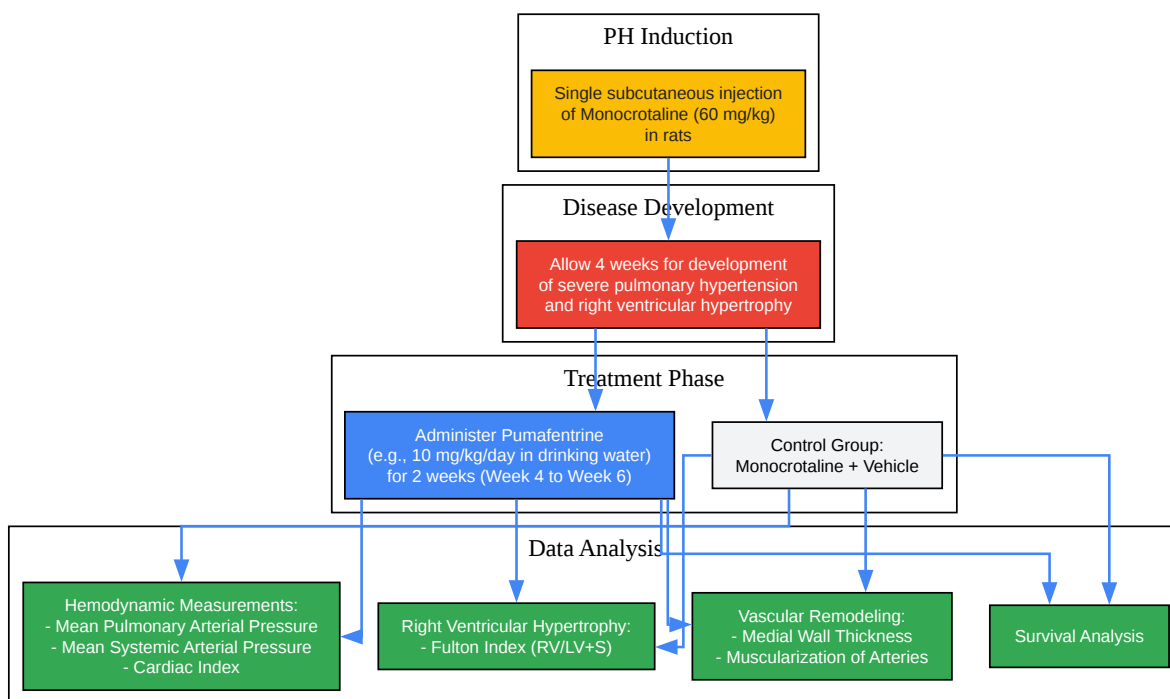 PH Induction
Single subcutaneous injection
of Monocrotaline (60 mg/kg)
in rats
Disease Development
Allow 4 weeks for development
of severe pulmonary hypertension
and right ventricular hypertrophy
Treatment Phase
Administer Pumafentrine
(e.g., 10 mg/kg/day in drinking water)
for 2 weeks (Week 4 to Week 6)
Control Group:
Monocrotaline + Vehicle
Data Analysis
Hemodynamic Measurements:
- Mean Pulmonary Arterial Pressure
- Mean Systemic Arterial Pressure
- Cardiac Index
Right Ventricular Hypertrophy:
- Fulton Index (RV/LV+S)
Vascular Remodeling:
- Medial Wall Thickness
- Muscularization of Arteries
Survival Analysis